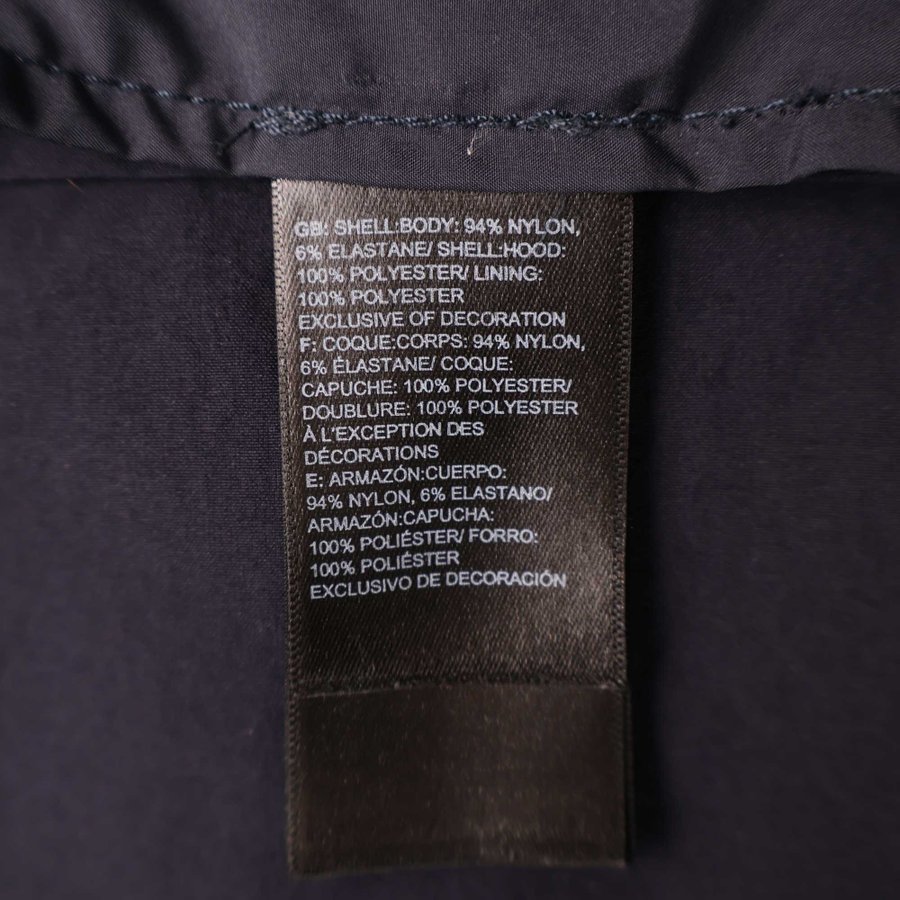 GB: SHELL:BODY: 94% NYLON,
6% ELASTANE/ SHELL:HOOD:
100% POLYESTER/ LINING:
100% POLYESTER
EXCLUSIVE OF DECORATION
F: COQUE:CORPS: 94% NYLON,
6% ÉLASTANE/ COQUE:
CAPUCHE: 100% POLYESTER/
DOUBLURE: 100% POLYESTER
À L'EXCEPTION DES
DÉCORATIONS
E: ARMAZÓN:CUERPO:
94% NYLON, 6% ELASTANO/
ARMAZÓN:CAPUCHA:
100% POLIÉSTER/ FORRO:
100% POLIÉSTER
EXCLUSIVO DE DECORACIÓN